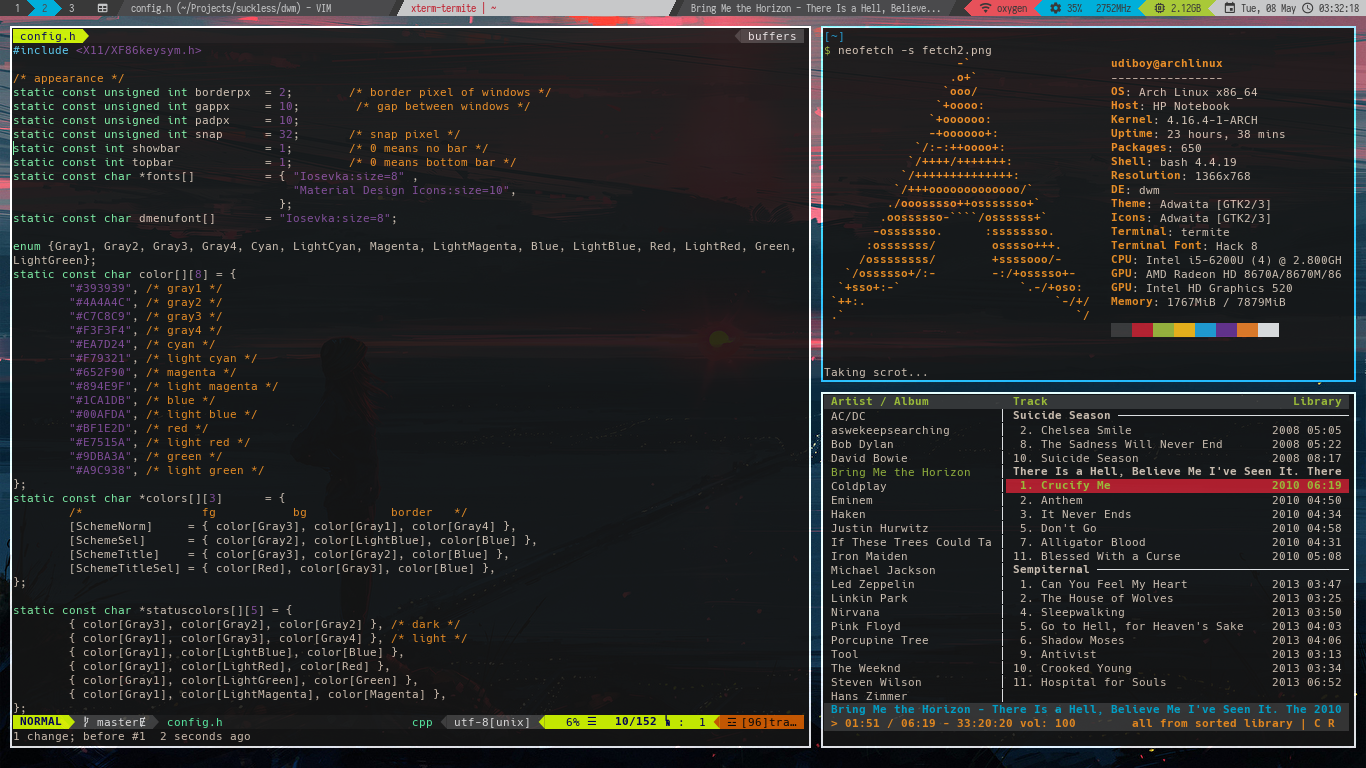 1 2 3 config.h (~/Projects/suckless/dwm) - VIM xterm-termite | ~ Bring Me the Horizon - There Is a Hell, Believe... oxygen 35% 2752MHz 2.12GB Tue, 08 May 03:32:18
config.h buffers
#include <X11/XF86keysym.h>
/* appearance */
static const unsigned int borderpx = 2; /* border pixel of windows */
static const unsigned int gappx = 10; /* gap between windows */
static const unsigned int padpx = 10;
static const unsigned int snap = 32; /* snap pixel */
static const int showbar = 1; /* 0 means no bar */
static const int topbar = 1; /* 0 means bottom bar */
static const char *fonts[] = { "Iosevka:size=8" ,
"Material Design Icons:size=10",
};
static const char dmenufont[] = "Iosevka:size=8";
enum {Gray1, Gray2, Gray3, Gray4, Cyan, LightCyan, Magenta, LightMagenta, Blue, LightBlue, Red, LightRed, Green,
LightGreen};
static const char color[][8] = {
"#393939", /* gray1 */
"#4A4A4C", /* gray2 */
"#C7C8C9", /* gray3 */
"#F3F3F4", /* gray4 */
"#EA7D24", /* cyan */
"#F79321", /* light cyan */
"#652F90", /* magenta */
"#894E9F", /* light magenta */
"#1CA1DB", /* blue */
"#00AFDA", /* light blue */
"#BF1E2D", /* red */
"#E7515A", /* light red */
"#9DBA3A", /* green */
"#A9C938", /* light green */
};
static const char *colors[][3] = {
/* fg bg border */
[SchemeNorm] = { color[Gray3], color[Gray1], color[Gray4] },
[SchemeSel] = { color[Gray2], color[LightBlue], color[Blue] },
[SchemeTitle] = { color[Gray3], color[Gray2], color[Blue] },
[SchemeTitleSel] = { color[Red], color[Gray3], color[Blue] },
};
static const char *statuscolors[][5] = {
{ color[Gray3], color[Gray2], color[Gray2] }, /* dark */
{ color[Gray1], color[Gray3], color[Gray4] }, /* light */
{ color[Gray1], color[LightBlue], color[Blue] },
{ color[Gray1], color[LightRed], color[Red] },
{ color[Gray1], color[LightGreen], color[Green] },
{ color[Gray1], color[LightMagenta], color[Magenta] },
};
NORMAL master config.h cpp utf-8[unix] 6% ☰ 10/152 : 1 ☲ [96]tra…
1 change; before #1 2 seconds ago
[~]
$ neofetch -s fetch2.png
-`
.o+`
`ooo/
`+oooo:
`+oooooo:
-+oooooo+:
`/:-:++oooo+:
`/++++/+++++++:
`/++++++++++++++:
`/+++ooooooooooooo/`
./ooosssso++osssssso+`
.oossssso-````/ossssss+`
-osssssso. :ssssssso.
:osssssss/ osssso+++.
/ossssssss/ +ssssooo/-
`/ossssso+/:- -:/+osssso+-
`+sso+:-` `.-/+oso:
`++:. `-/+/
.` `/
udiboy@archlinux
----------------
OS: Arch Linux x86_64
Host: HP Notebook
Kernel: 4.16.4-1-ARCH
Uptime: 23 hours, 38 mins
Packages: 650
Shell: bash 4.4.19
Resolution: 1366x768
DE: dwm
Theme: Adwaita [GTK2/3]
Icons: Adwaita [GTK2/3]
Terminal: termite
Terminal Font: Hack 8
CPU: Intel i5-6200U (4) @ 2.800GH
GPU: AMD Radeon HD 8670A/8670M/86
GPU: Intel HD Graphics 520
Memory: 1767MiB / 7879MiB
Taking scrot...
Artist / Album Track Library
AC/DC
aswekeepsearching
Bob Dylan
David Bowie
Bring Me the Horizon
Coldplay
Eminem
Haken
Justin Hurwitz
If These Trees Could Ta
Iron Maiden
Michael Jackson
Led Zeppelin
Linkin Park
Nirvana
Pink Floyd
Porcupine Tree
Tool
The Weeknd
Steven Wilson
Hans Zimmer
Suicide Season
2. Chelsea Smile 2008 05:05
8. The Sadness Will Never End 2008 05:22
10. Suicide Season 2008 08:17
There Is a Hell, Believe Me I've Seen It. There
1. Crucify Me 2010 06:19
2. Anthem 2010 04:50
3. It Never Ends 2010 04:34
5. Don't Go 2010 04:58
7. Alligator Blood 2010 04:31
11. Blessed With a Curse 2010 05:08
Sempiternal
1. Can You Feel My Heart 2013 03:47
2. The House of Wolves 2013 03:25
4. Sleepwalking 2013 03:50
5. Go to Hell, for Heaven's Sake 2013 04:03
6. Shadow Moses 2013 04:06
9. Antivist 2013 03:13
10. Crooked Young 2013 03:34
11. Hospital for Souls 2013 06:52
Bring Me the Horizon - There Is a Hell, Believe Me I've Seen It. The 2010
> 01:51 / 06:19 - 33:20:20 vol: 100 all from sorted library | C R